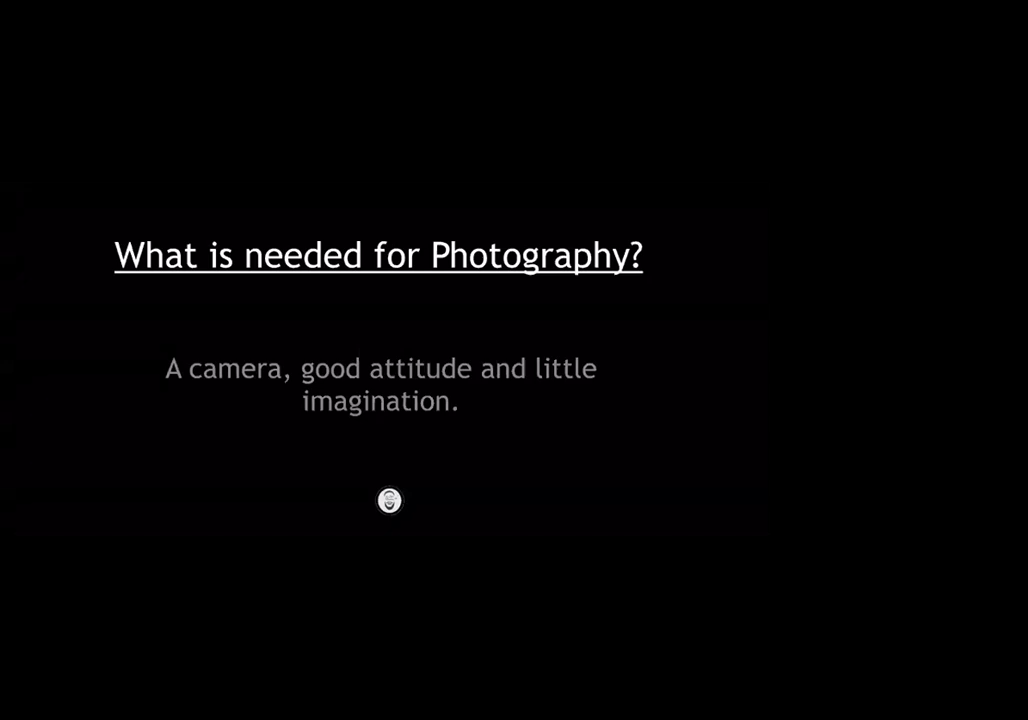 What is needed for Photography?
A camera, good attitude and little
imagination.